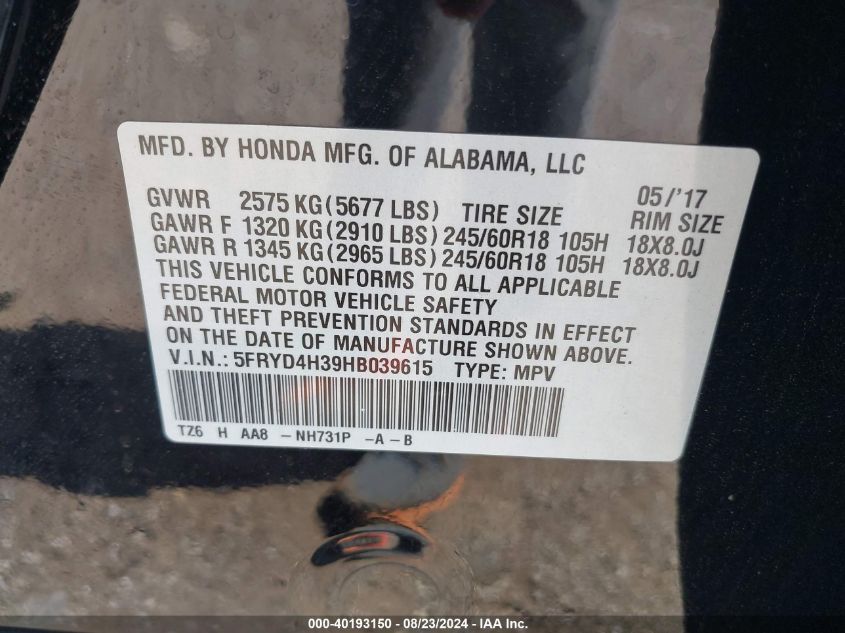 MFD. BY HONDA MFG. OF ALABAMA, LLC
05/'17
GVWR 2575 KG(5677 LBS) TIRE SIZE RIM SIZE
GAWR F 1320 KG(2910 LBS) 245/60R18 105H 18X8.0J
GAWR R 1345 KG(2965 LBS) 245/60R18 105H 18X8.0J
THIS VEHICLE CONFORMS TO ALL APPLICABLE
FEDERAL MOTOR VEHICLE SAFETY
AND THEFT PREVENTION STANDARDS IN EFFECT
ON THE DATE OF MANUFACTURE SHOWN ABOVE.
V.I.N.: 5FRYD4H39HB039615 TYPE: MPV
TZ6 H AA8 -NH731P -A-B
000-40193150 - 08/23/2024 - IAAI.com